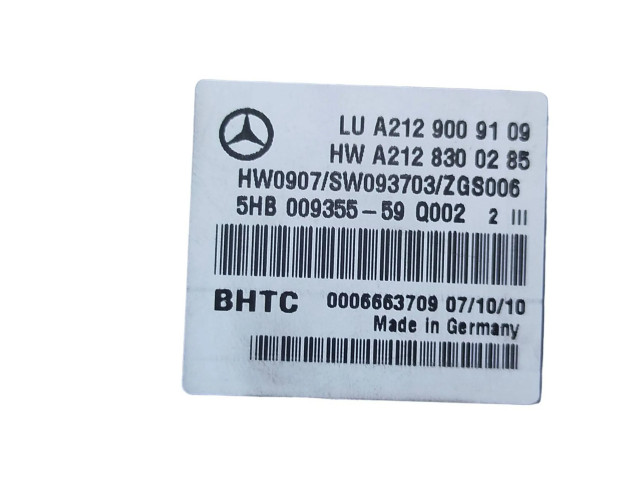 LU A212 900 91 09
HW A212 830 02 85
HW0907/SW093703/ZGS006
5HB 009355-59 Q002 2 III
BHTC 0006663709 07/10/10
Made in Germany